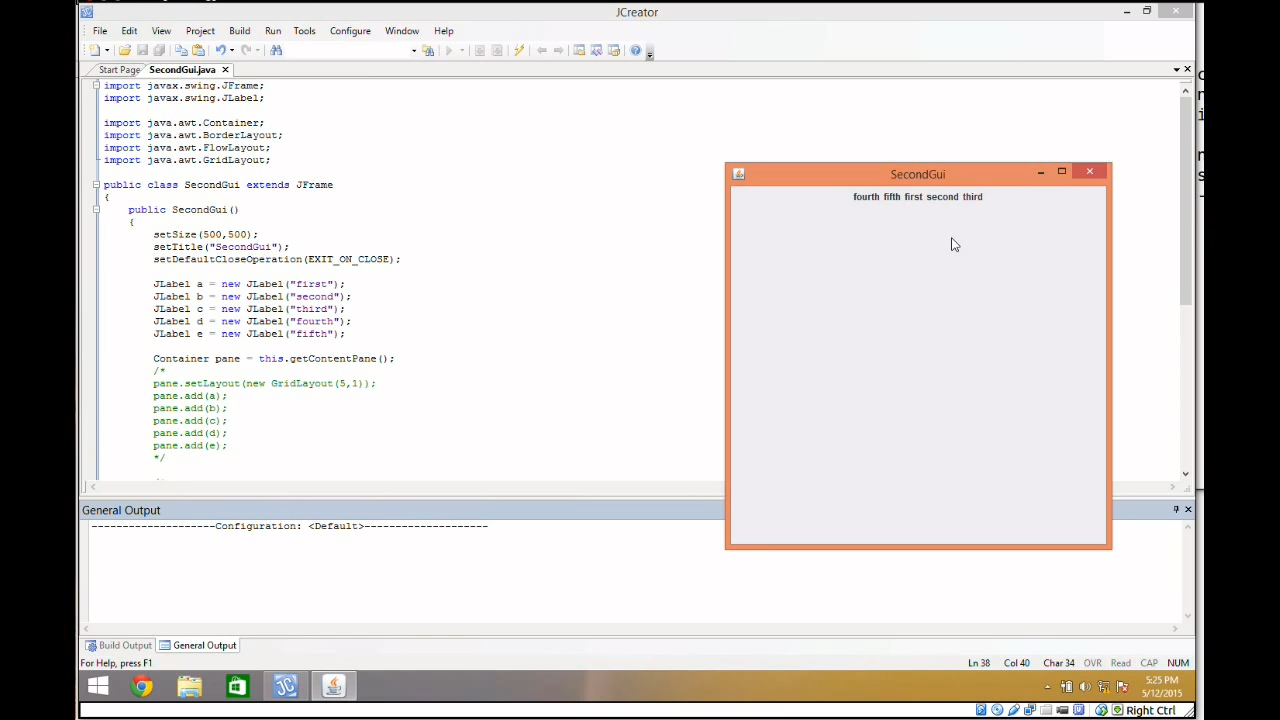 JCreator
File Edit View Project Build Run Tools Configure Window Help
Start Page SecondGui.java
import javax.swing.JFrame;
import javax.swing.JLabel;
import java.awt.Container;
import java.awt.BorderLayout;
import java.awt.FlowLayout;
import java.awt.GridLayout;
public class SecondGui extends JFrame
{
public SecondGui()
{
setSize(500,500);
setTitle("SecondGui");
setDefaultCloseOperation(EXIT_ON_CLOSE);
JLabel a = new JLabel("first");
JLabel b = new JLabel("second");
JLabel c = new JLabel("third");
JLabel d = new JLabel("fourth");
JLabel e = new JLabel("fifth");
Container pane = this.getContentPane();
/*
pane.setLayout(new GridLayout(5,1));
pane.add(a);
pane.add(b);
pane.add(c);
pane.add(d);
pane.add(e);
*/
SecondGui
fourth fifth first second third
General Output
--------------------Configuration: <Default>--------------------
Build Output General Output
For Help, press F1
Ln 38 Col 40 Char 34 OVR Read CAP NUM
5:25 PM
5/12/2015
Right Ctrl